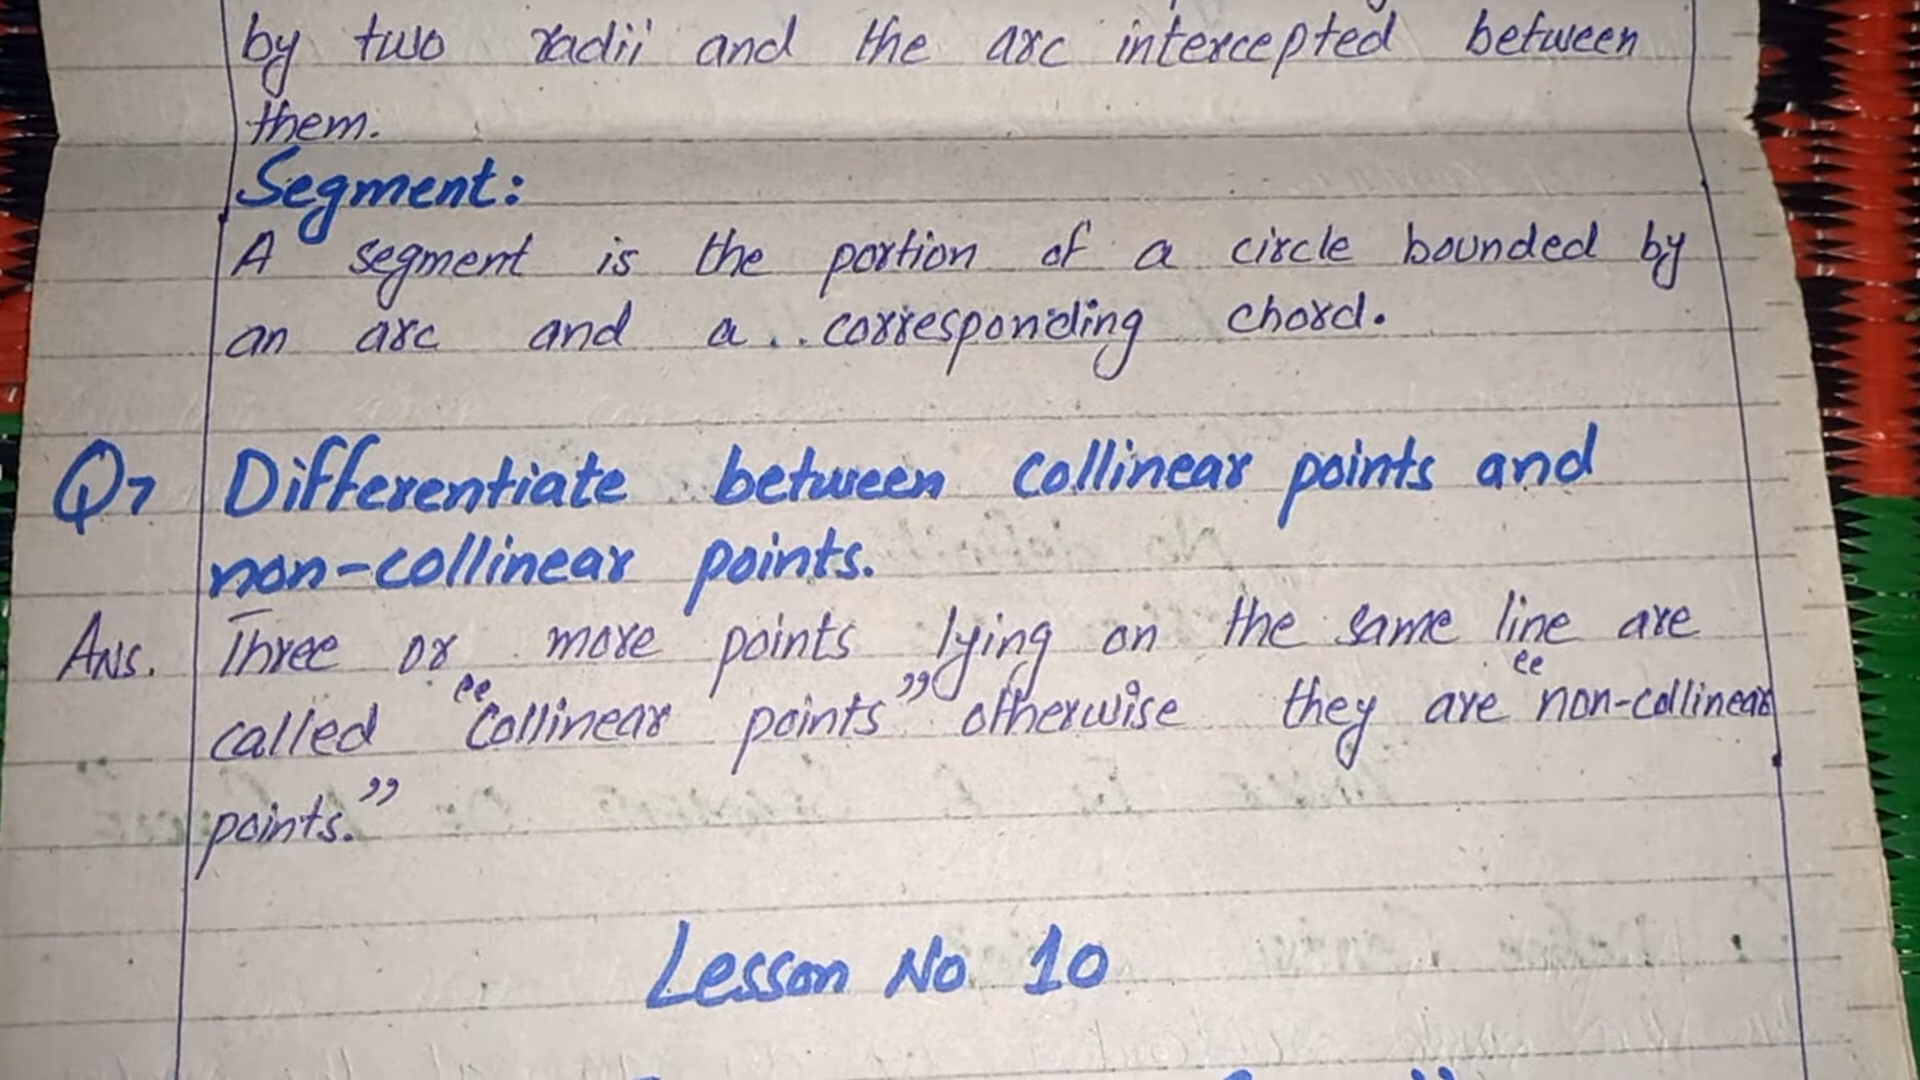 by two radii and the arc intercepted between
them.
Segment:
A segment is the portion of a circle bounded by
an arc and a corresponding chord.
Q7 Differentiate between collinear points and
non-collinear points.
Ans. Three or more points lying on the same line are
called "Collinear points" otherwise they are "non-collinear
points."
Lesson No 10